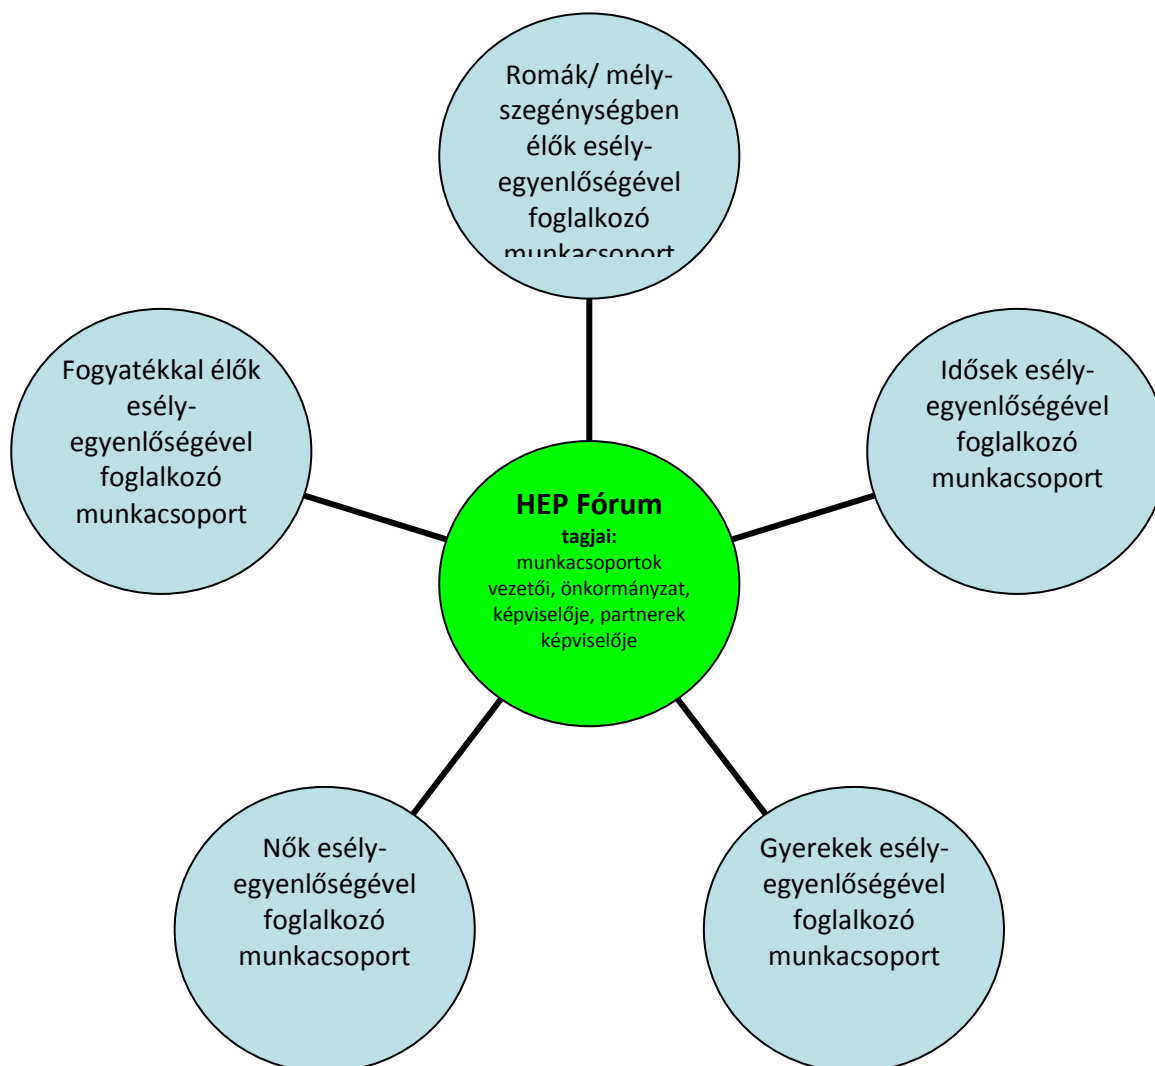 Romák/ mély-
szegénységben
élők esély-
egyenlőségével
foglalkozó
munkacsoport
Fogyatékkal élők
esély-
egyenlőségével
foglalkozó
munkacsoport
Idősek esély-
egyenlőségével
foglalkozó
munkacsoport
HEP Fórum
tagjai:
munkacsoportok
vezetői, önkormányzat,
képviselője, partnerek
képviselője
Nők esély-
egyenlőségével
foglalkozó
munkacsoport
Gyerekek esély-
egyenlőségével
foglalkozó
munkacsoport